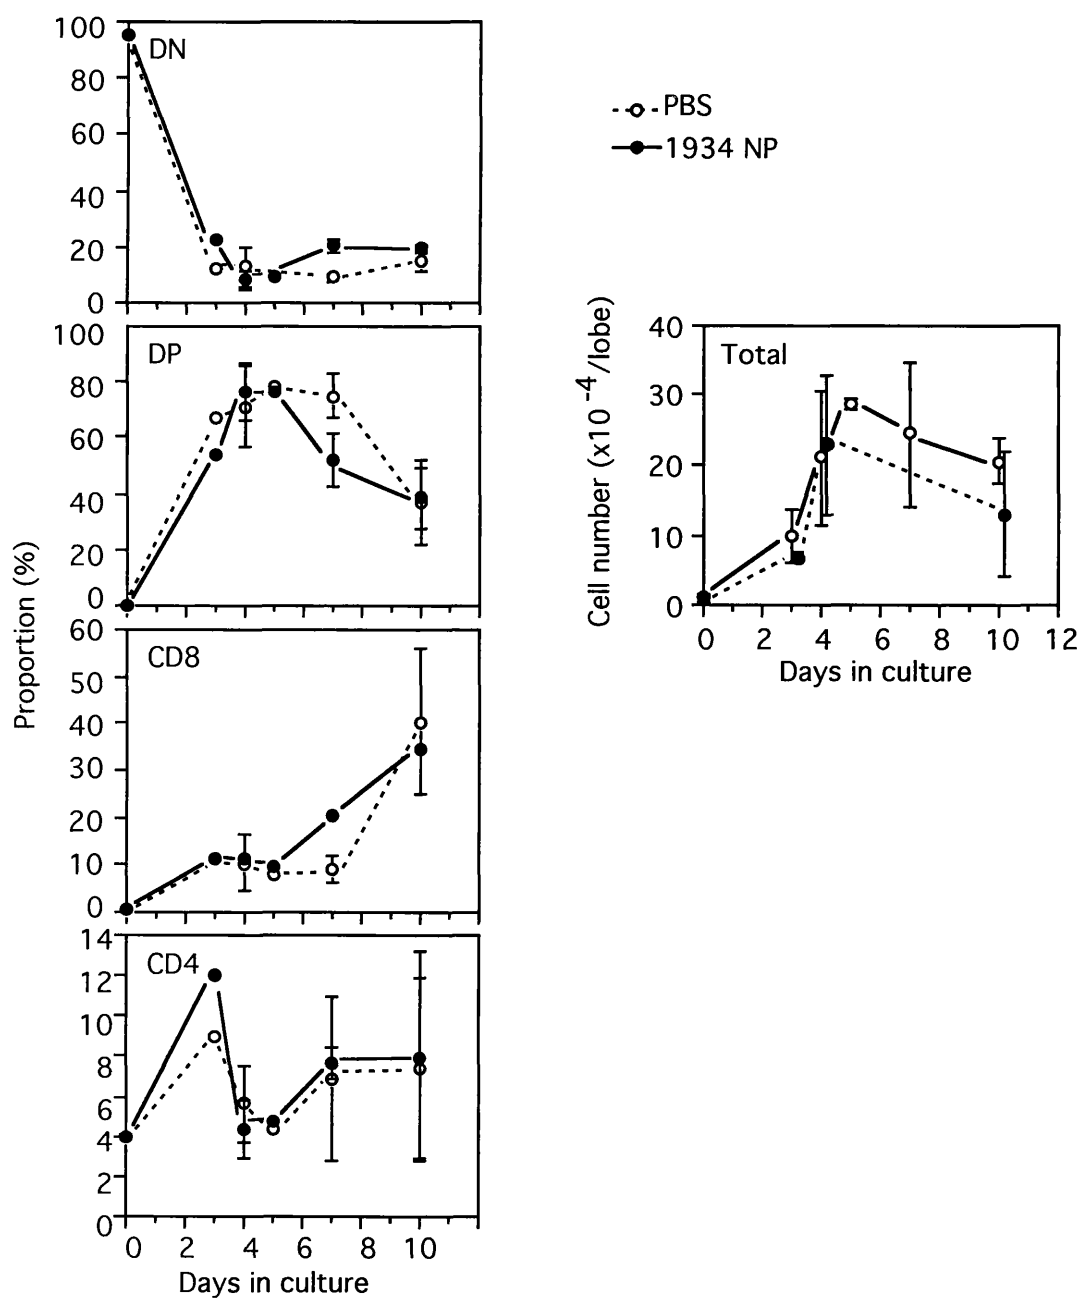 100
DN
80
60
40
20
0
100
DP
80
60
40
20
0
60
CD8
50
40
30
20
10
0
14
CD4
12
10
8
6
4
2
0
0 2 4 6 8 10
Days in culture
Proportion (%)
PBS
1934 NP
Cell number (x10⁻⁴/lobe)
40
Total
30
20
10
0
0 2 4 6 8 10 12
Days in culture